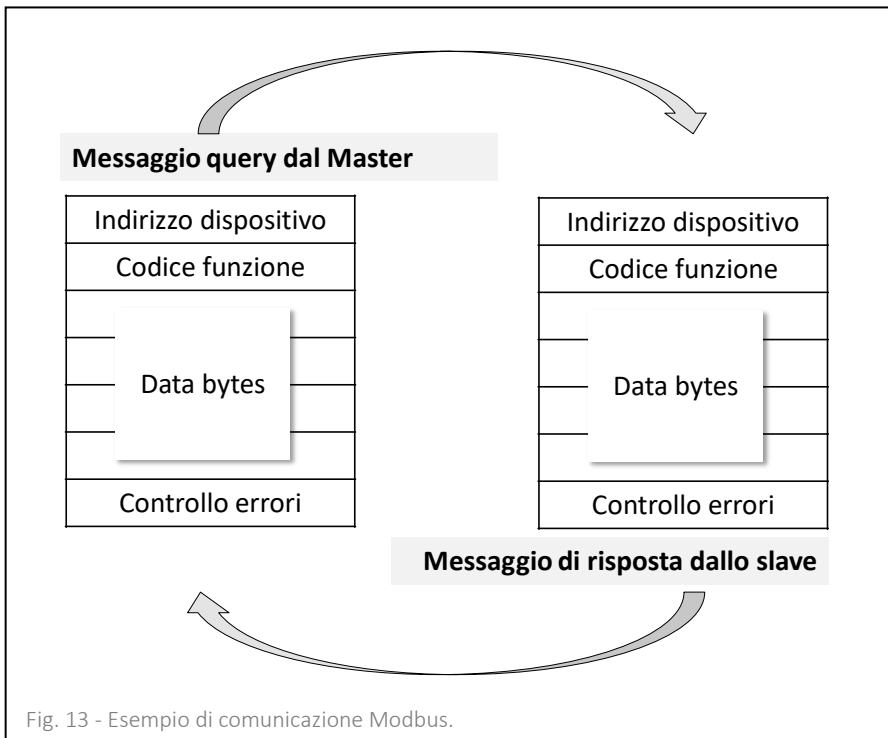 Messaggio query dal Master
Indirizzo dispositivo
Codice funzione
Data bytes
Controllo errori
Indirizzo dispositivo
Codice funzione
Data bytes
Controllo errori
Messaggio di risposta dallo slave
Fig. 13 - Esempio di comunicazione Modbus.